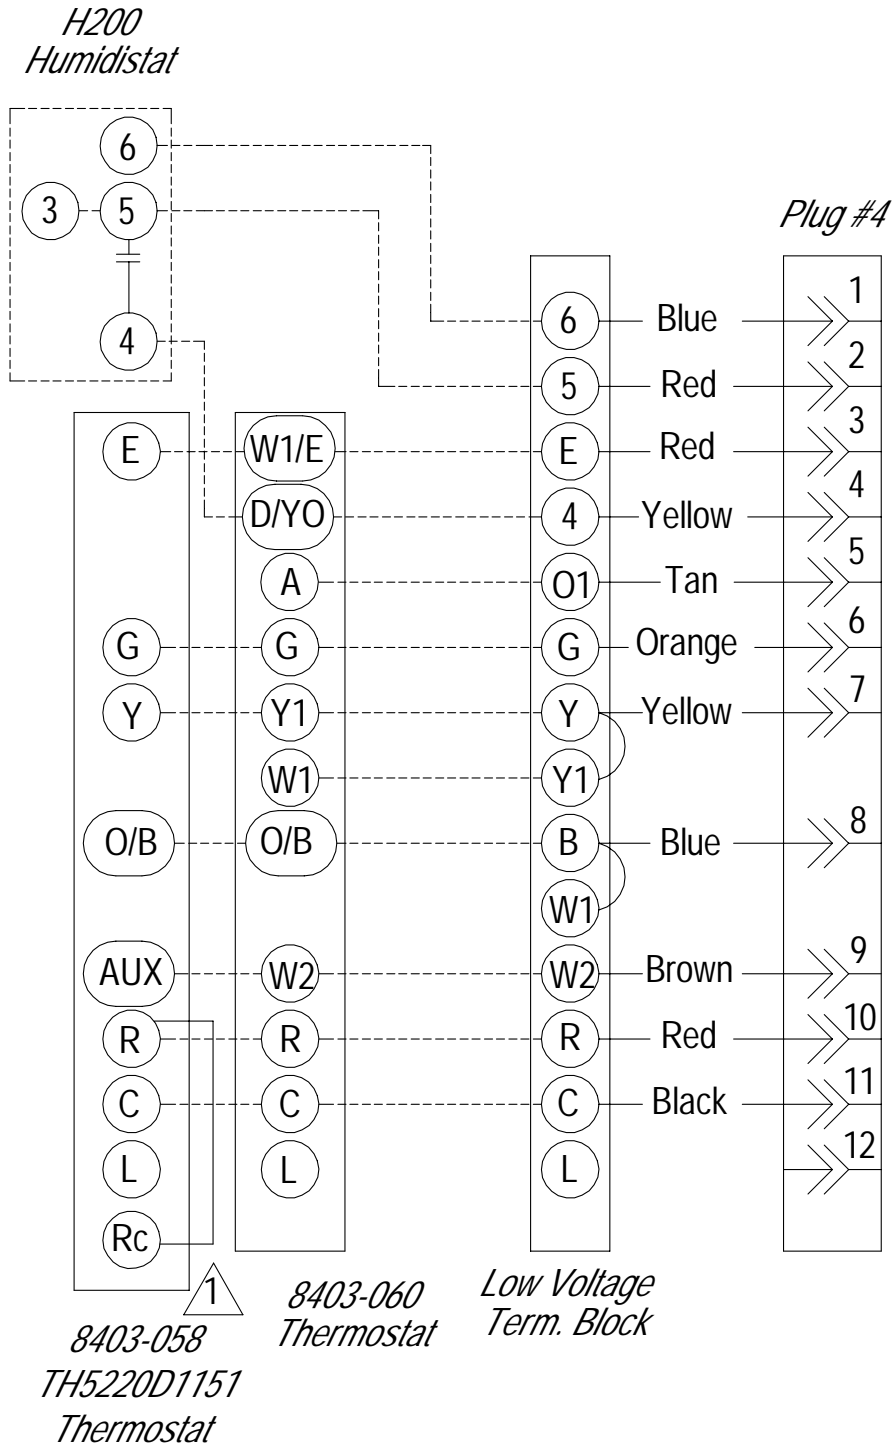 H200
Humidistat
6
3
5
4
Plug #4
6
Blue
1
5
Red
2
E
W1/E
E
Red
3
D/YO
4
Yellow
4
A
O1
Tan
5
G
G
G
Orange
6
Y
Y1
Y
Yellow
7
W1
Y1
O/B
O/B
B
Blue
8
W1
AUX
W2
W2
Brown
9
R
R
R
Red
10
C
C
C
Black
11
L
L
L
12
Rc
1
8403-058
TH5220D1151
Thermostat
8403-060
Thermostat
Low Voltage
Term. Block